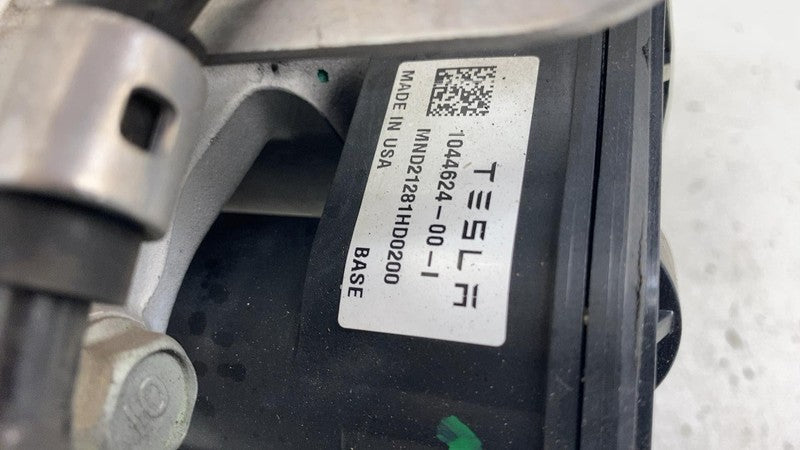 TESLA
1044624-00-I
MND21281HD0200
MADE IN USA
BASE